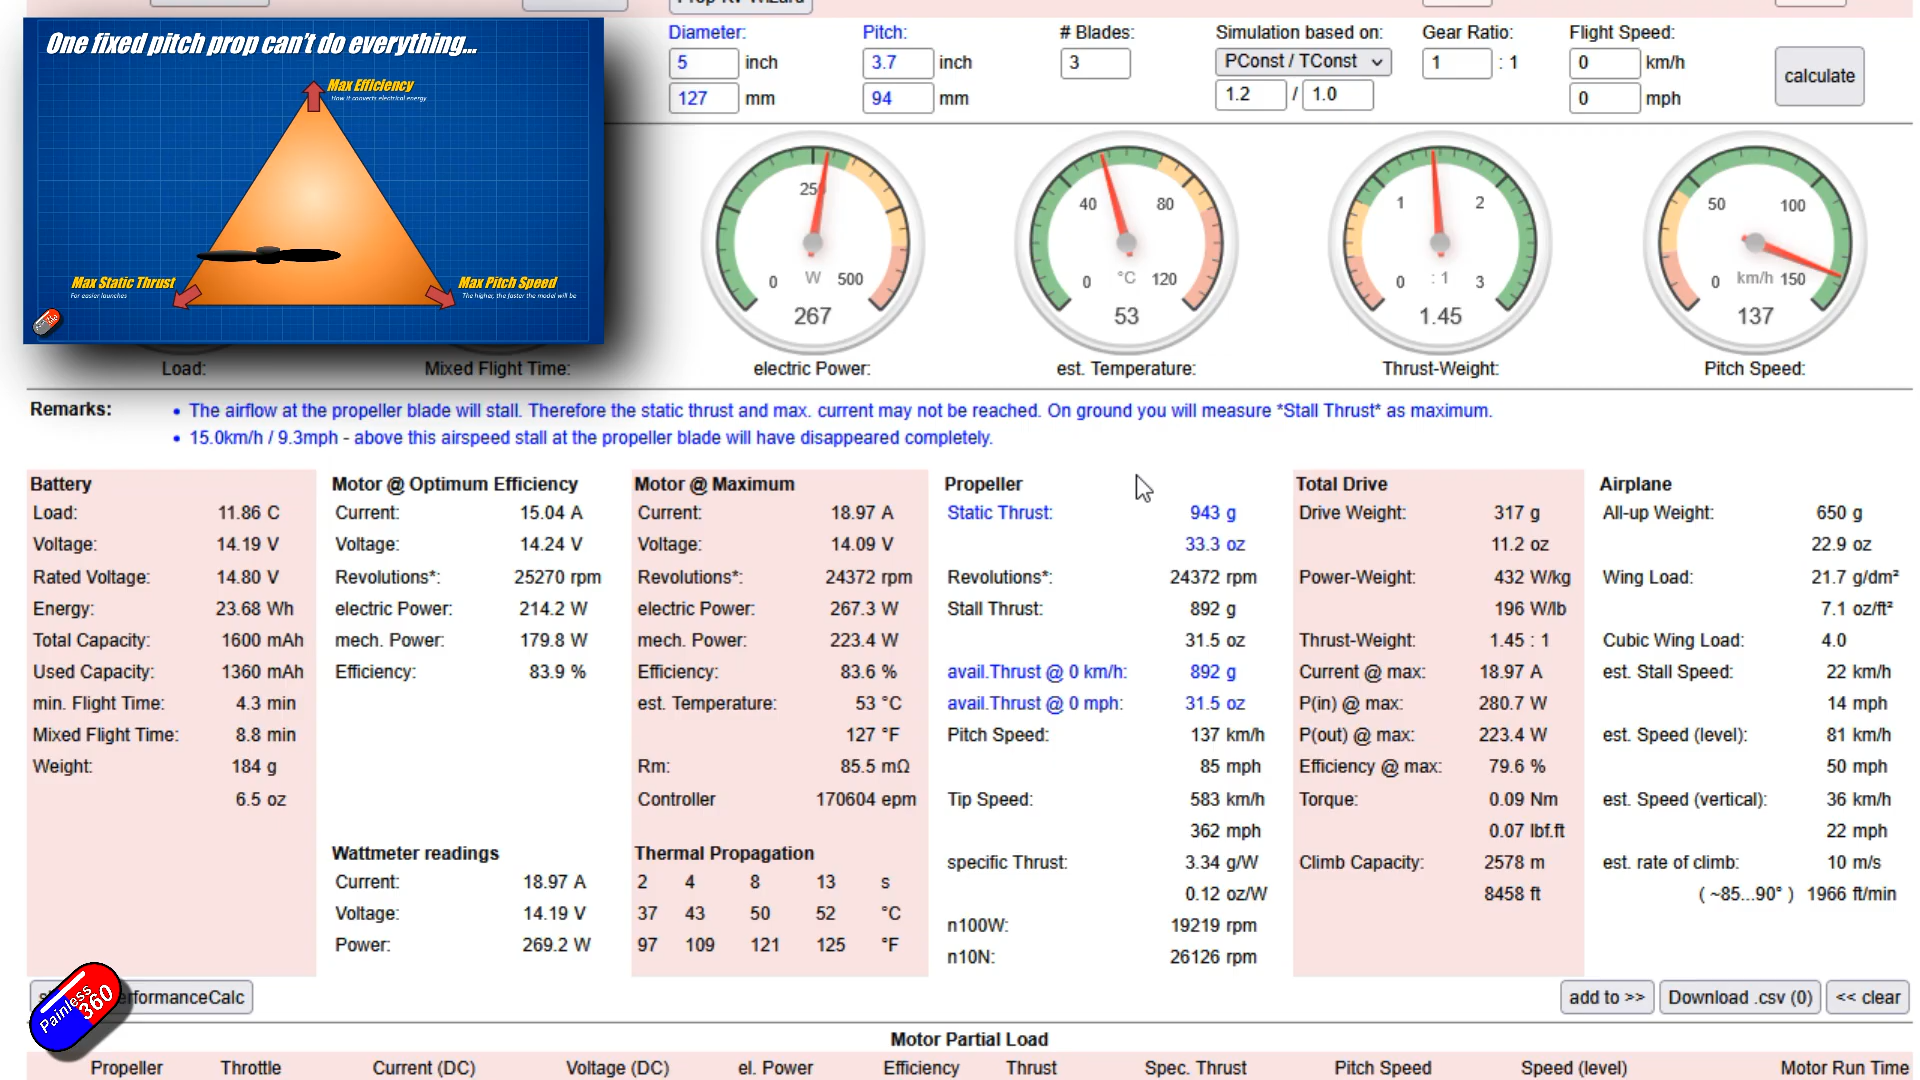 One fixed pitch prop can't do everything...
Max Efficiency
How it converts electrical energy
Max Static Thrust
For easier launches
Max Pitch Speed
The higher, the faster the model will be
Diameter: Pitch: # Blades: Simulation based on: Gear Ratio: Flight Speed:
5 inch 3.7 inch 3 PConst / TConst 1 : 1 0 km/h calculate
127 mm 94 mm 1.2 / 1.0 0 mph
250 40 80 1 2 50 100
0 W 500 0 °C 120 0 : 1 3 0 km/h 150
267 53 1.45 137
Load: Mixed Flight Time: electric Power: est. Temperature: Thrust-Weight: Pitch Speed:
Remarks: • The airflow at the propeller blade will stall. Therefore the static thrust and max. current may not be reached. On ground you will measure *Stall Thrust* as maximum.
• 15.0km/h / 9.3mph - above this airspeed stall at the propeller blade will have disappeared completely.
Battery
Load: 11.86 C
Voltage: 14.19 V
Rated Voltage: 14.80 V
Energy: 23.68 Wh
Total Capacity: 1600 mAh
Used Capacity: 1360 mAh
min. Flight Time: 4.3 min
Mixed Flight Time: 8.8 min
Weight: 184 g
6.5 oz
Motor @ Optimum Efficiency
Current: 15.04 A
Voltage: 14.24 V
Revolutions*: 25270 rpm
electric Power: 214.2 W
mech. Power: 179.8 W
Efficiency: 83.9 %
Wattmeter readings
Current: 18.97 A
Voltage: 14.19 V
Power: 269.2 W
Motor @ Maximum
Current: 18.97 A
Voltage: 14.09 V
Revolutions*: 24372 rpm
electric Power: 267.3 W
mech. Power: 223.4 W
Efficiency: 83.6 %
est. Temperature: 53 °C
127 °F
Rm: 85.5 mΩ
Controller 170604 epm
Thermal Propagation
2 4 8 13 s
37 43 50 52 °C
97 109 121 125 °F
Propeller
Static Thrust: 943 g
33.3 oz
Revolutions*: 24372 rpm
Stall Thrust: 892 g
31.5 oz
avail.Thrust @ 0 km/h: 892 g
avail.Thrust @ 0 mph: 31.5 oz
Pitch Speed: 137 km/h
85 mph
Tip Speed: 583 km/h
362 mph
specific Thrust: 3.34 g/W
0.12 oz/W
n100W: 19219 rpm
n10N: 26126 rpm
Total Drive
Drive Weight: 317 g
11.2 oz
Power-Weight: 432 W/kg
196 W/lb
Thrust-Weight: 1.45 : 1
Current @ max: 18.97 A
P(in) @ max: 280.7 W
P(out) @ max: 223.4 W
Efficiency @ max: 79.6 %
Torque: 0.09 Nm
0.07 lbf.ft
Climb Capacity: 2578 m
8458 ft
Airplane
All-up Weight: 650 g
22.9 oz
Wing Load: 21.7 g/dm²
7.1 oz/ft²
Cubic Wing Load: 4.0
est. Stall Speed: 22 km/h
14 mph
est. Speed (level): 81 km/h
50 mph
est. Speed (vertical): 36 km/h
22 mph
est. rate of climb: 10 m/s
( ~85...90° ) 1966 ft/min
Painless 360
erformanceCalc add to >> Download .csv (0) << clear
Motor Partial Load
Propeller Throttle Current (DC) Voltage (DC) el. Power Efficiency Thrust Spec. Thrust Pitch Speed Speed (level) Motor Run Time